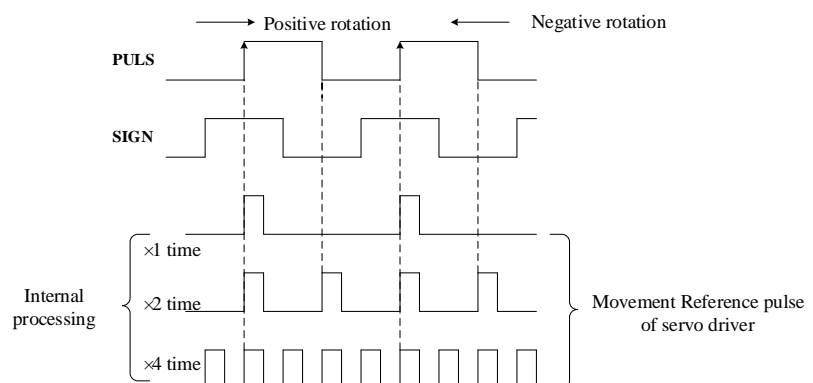 Positive rotation
Negative rotation
PULS
SIGN
×1 time
Internal
processing
×2 time
Movement Reference pulse
of servo driver
×4 time